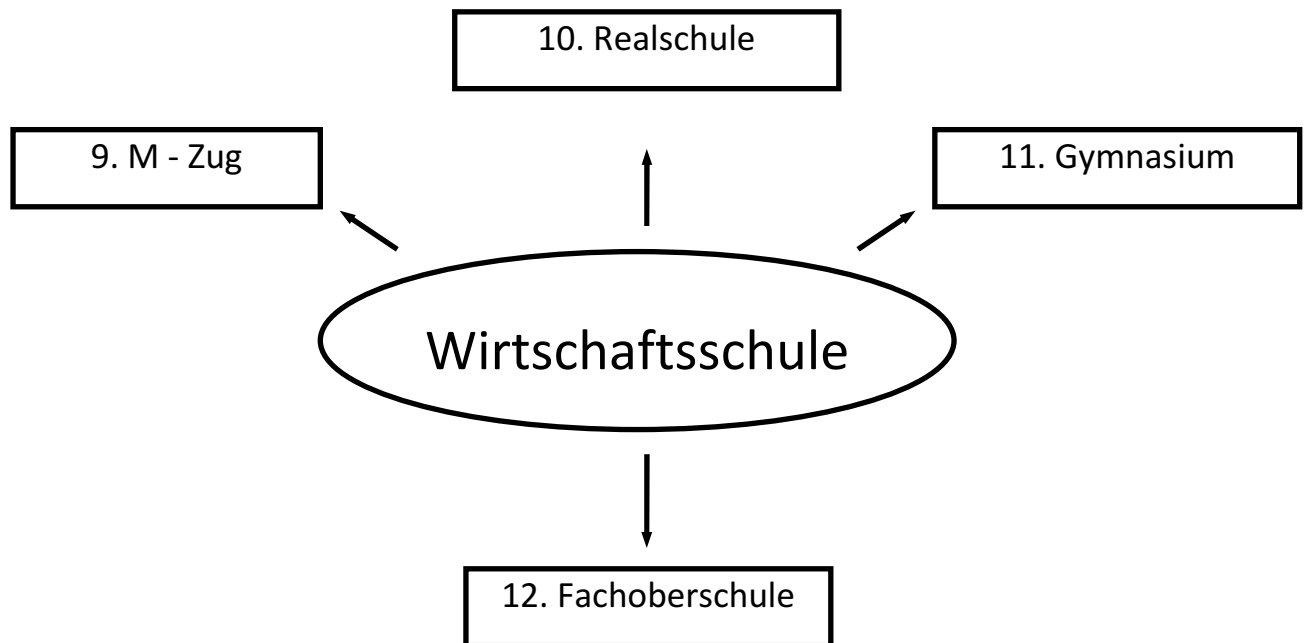 10. Realschule
9. M - Zug
11. Gymnasium
Wirtschaftsschule
12. Fachoberschule